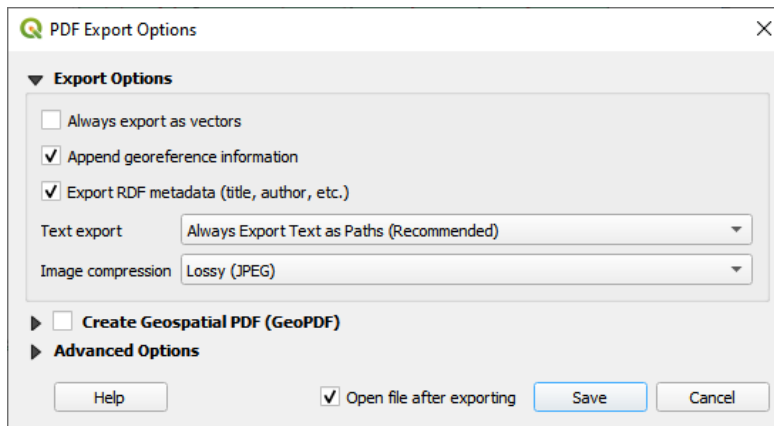 PDF Export Options
Export Options
Always export as vectors
Append georeference information
Export RDF metadata (title, author, etc.)
Text export Always Export Text as Paths (Recommended)
Image compression Lossy (JPEG)
Create Geospatial PDF (GeoPDF)
Advanced Options
Help Open file after exporting Save Cancel